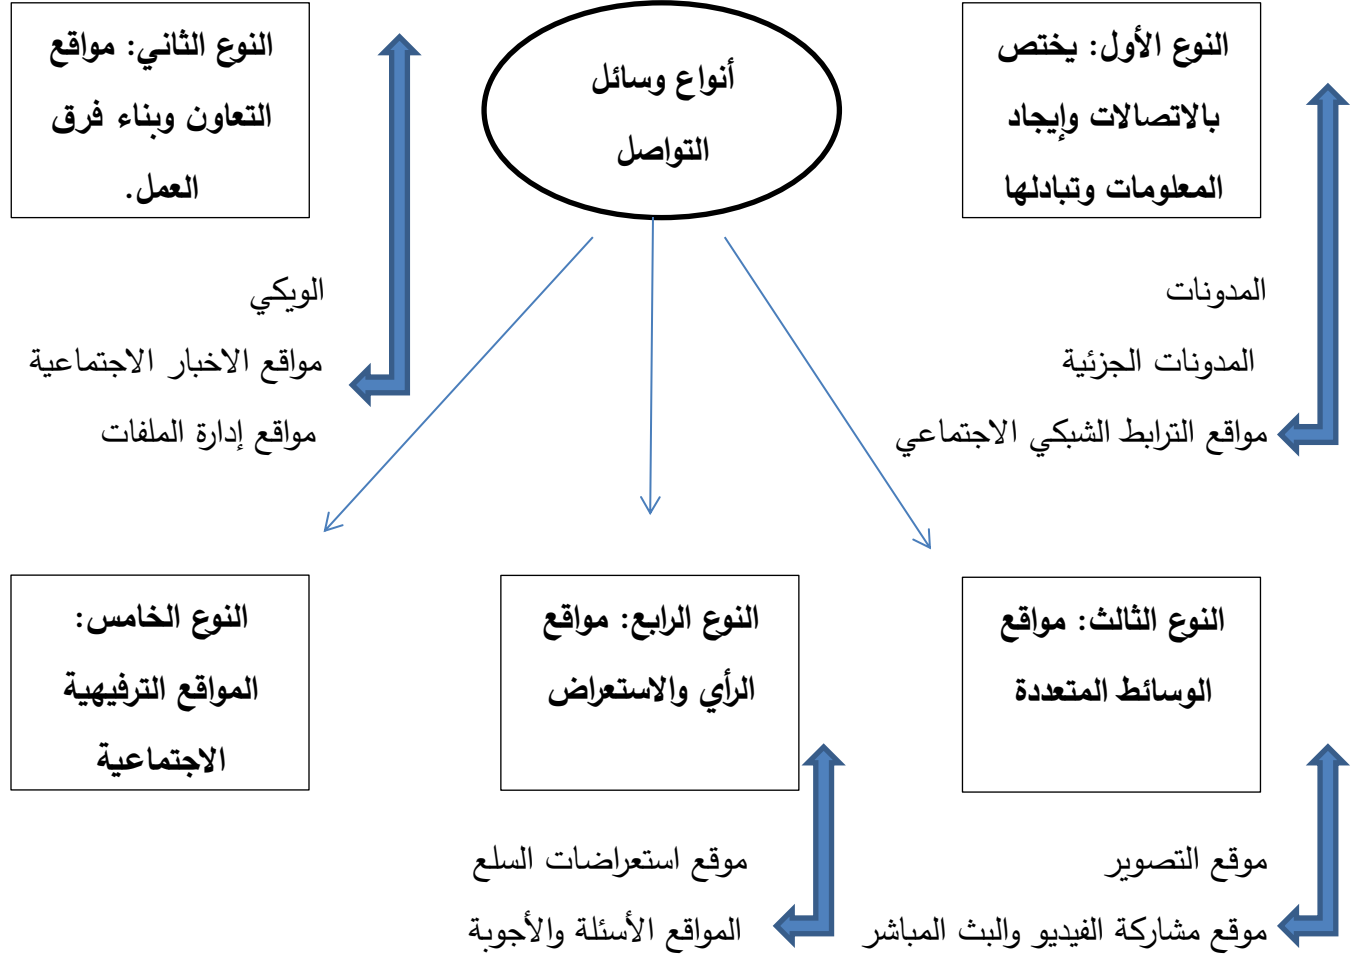 أنواع وسائل
التواصل
النوع الأول: يختص
بالاتصالات وإيجاد
المعلومات وتبادلها
المدونات
المدونات الجزئية
مواقع الترابط الشبكي الاجتماعي
النوع الثاني: مواقع
التعاون وبناء فرق
العمل.
الويكي
مواقع الاخبار الاجتماعية
مواقع إدارة الملفات
النوع الثالث: مواقع
الوسائط المتعددة
موقع التصوير
موقع مشاركة الفيديو والبث المباشر
النوع الرابع: مواقع
الرأي والاستعراض
موقع استعراضات السلع
المواقع الأسئلة والأجوبة
النوع الخامس:
المواقع الترفيهية
الاجتماعية